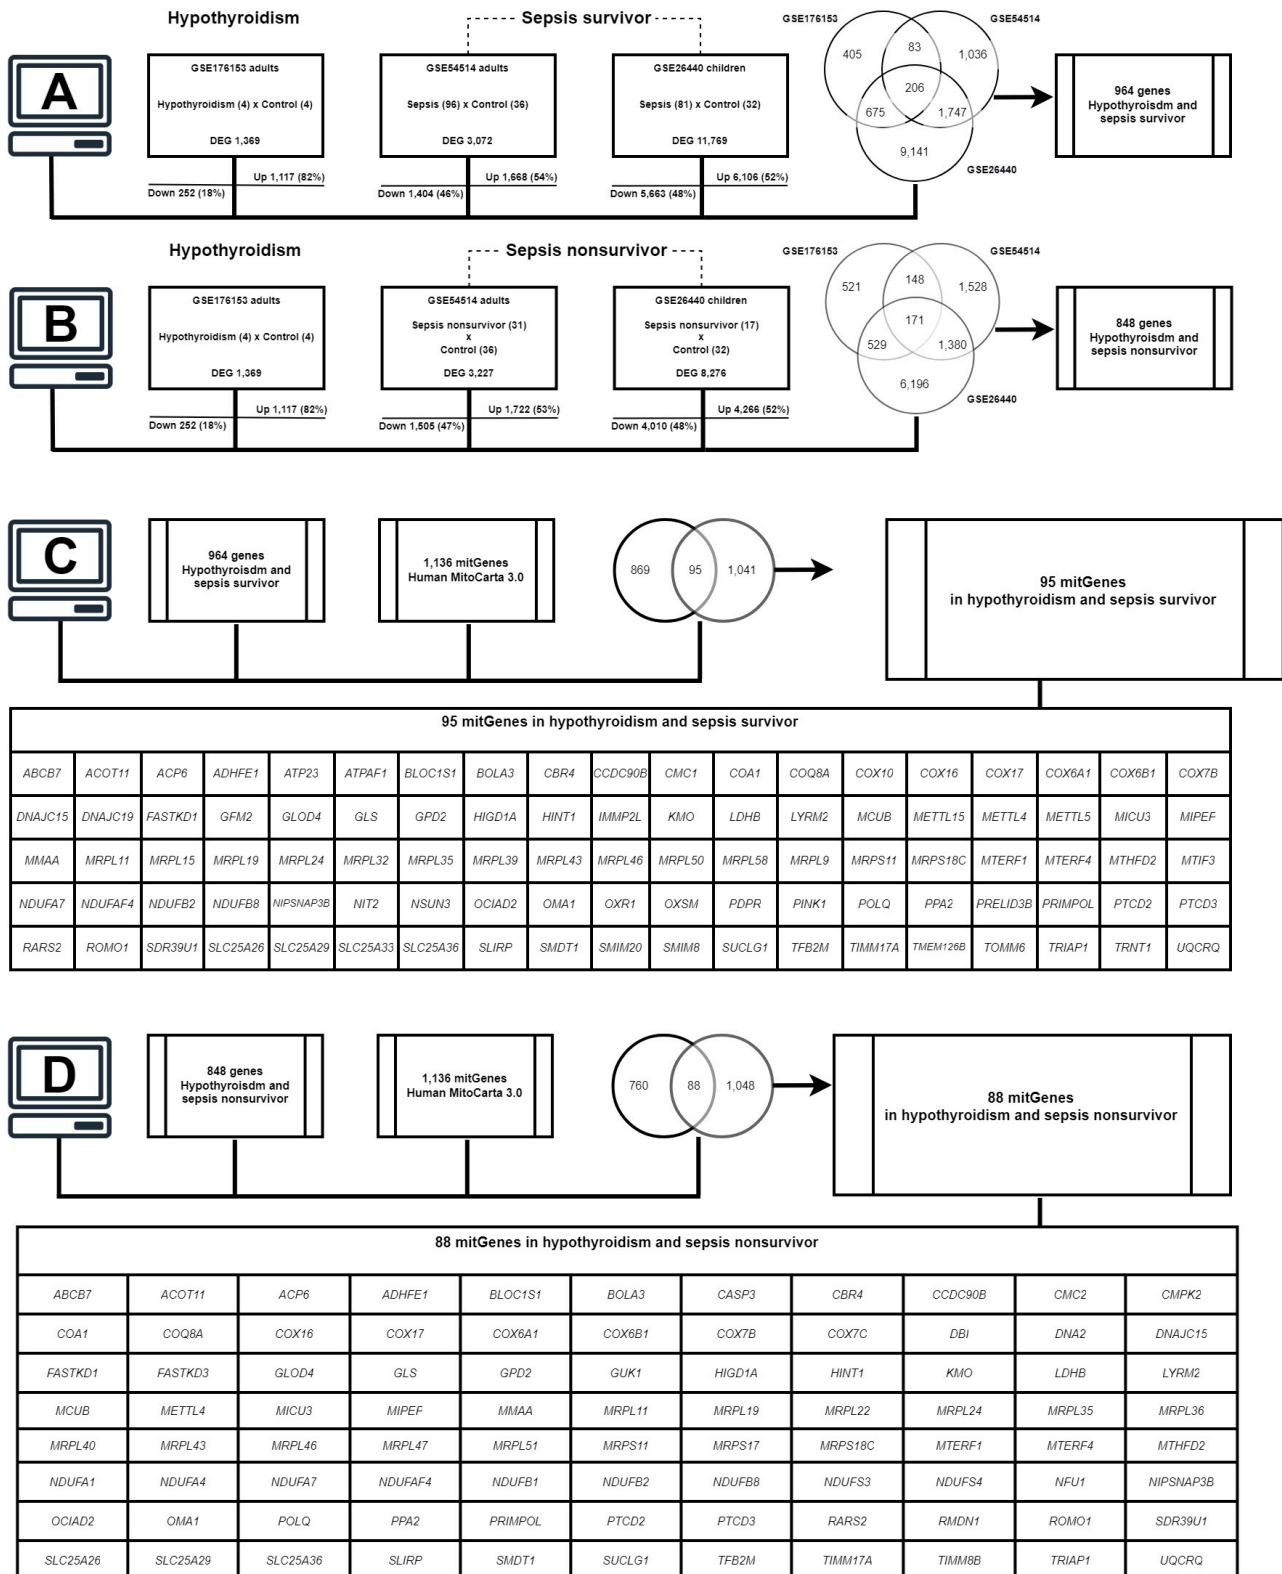 Hypothyroidism
Sepsis survivor
A
GSE176153 adults
Hypothyroidism (4) x Control (4)
DEG 1,369
Up 1,117 (82%)
Down 252 (18%)
GSE54514 adults
Sepsis (96) x Control (36)
DEG 3,072
Up 1,668 (54%)
Down 1,404 (46%)
GSE26440 children
Sepsis (81) x Control (32)
DEG 11,769
Up 6,106 (52%)
Down 5,663 (48%)
GSE176153
GSE54514
405
83
1,036
206
675
1,747
9,141
GSE26440
964 genes
Hypothyroisdm and
sepsis survivor
Hypothyroidism
Sepsis nonsurvivor
B
GSE176153 adults
Hypothyroidism (4) x Control (4)
DEG 1,369
Up 1,117 (82%)
Down 252 (18%)
GSE54514 adults
Sepsis nonsurvivor (31)
x
Control (36)
DEG 3,227
Up 1,722 (53%)
Down 1,505 (47%)
GSE26440 children
Sepsis nonsurvivor (17)
x
Control (32)
DEG 8,276
Up 4,266 (52%)
Down 4,010 (48%)
GSE176153
GSE54514
521
148
1,528
171
529
1,380
6,196
GSE26440
848 genes
Hypothyroisdm and
sepsis nonsurvivor
C
964 genes
Hypothyroisdm and
sepsis survivor
1,136 mitGenes
Human MitoCarta 3.0
869
95
1,041
95 mitGenes
in hypothyroidism and sepsis survivor
95 mitGenes in hypothyroidism and sepsis survivor
ABCB7 ACOT11 ACP6 ADHFE1 ATP23 ATPAF1 BLOC1S1 BOLA3 CBR4 CCDC90B CMC1 COA1 COQ8A COX10 COX16 COX17 COX6A1 COX6B1 COX7B
DNAJC15 DNAJC19 FASTKD1 GFM2 GLOD4 GLS GPD2 HIGD1A HINT1 IMMP2L KMO LDHB LYRM2 MCUB METTL15 METTL4 METTL5 MICU3 MIPEP
MMAA MRPL11 MRPL15 MRPL19 MRPL24 MRPL32 MRPL35 MRPL39 MRPL43 MRPL46 MRPL50 MRPL58 MRPL9 MRPS11 MRPS18C MTERF1 MTERF4 MTHFD2 MTIF3
NDUFA7 NDUFAF4 NDUFB2 NDUFB8 NIPSNAP3B NIT2 NSUN3 OCIAD2 OMA1 OXR1 OXSM PDPR PINK1 POLQ PPA2 PRELID3B PRIMPOL PTCD2 PTCD3
RARS2 ROMO1 SDR39U1 SLC25A26 SLC25A29 SLC25A33 SLC25A36 SLIRP SMDT1 SMIM20 SMIM8 SUCLG1 TFB2M TIMM17A TMEM126B TOMM6 TRIAP1 TRNT1 UQCRQ
D
848 genes
Hypothyroisdm and
sepsis nonsurvivor
1,136 mitGenes
Human MitoCarta 3.0
760
88
1,048
88 mitGenes
in hypothyroidism and sepsis nonsurvivor
88 mitGenes in hypothyroidism and sepsis nonsurvivor
ABCB7 ACOT11 ACP6 ADHFE1 BLOC1S1 BOLA3 CASP3 CBR4 CCDC90B CMC2 CMPK2
COA1 COQ8A COX16 COX17 COX6A1 COX6B1 COX7B COX7C DBI DNA2 DNAJC15
FASTKD1 FASTKD3 GLOD4 GLS GPD2 GUK1 HIGD1A HINT1 KMO LDHB LYRM2
MCUB METTL4 MICU3 MIPEP MMAA MRPL11 MRPL19 MRPL22 MRPL24 MRPL35 MRPL36
MRPL40 MRPL43 MRPL46 MRPL47 MRPL51 MRPS11 MRPS17 MRPS18C MTERF1 MTERF4 MTHFD2
NDUFA1 NDUFA4 NDUFA7 NDUFAF4 NDUFB1 NDUFB2 NDUFB8 NDUFS3 NDUFS4 NFU1 NIPSNAP3B
OCIAD2 OMA1 POLQ PPA2 PRIMPOL PTCD2 PTCD3 RARS2 RMDN1 ROMO1 SDR39U1
SLC25A26 SLC25A29 SLC25A36 SLIRP SMDT1 SUCLG1 TFB2M TIMM17A TIMM8B TRIAP1 UQCRQ